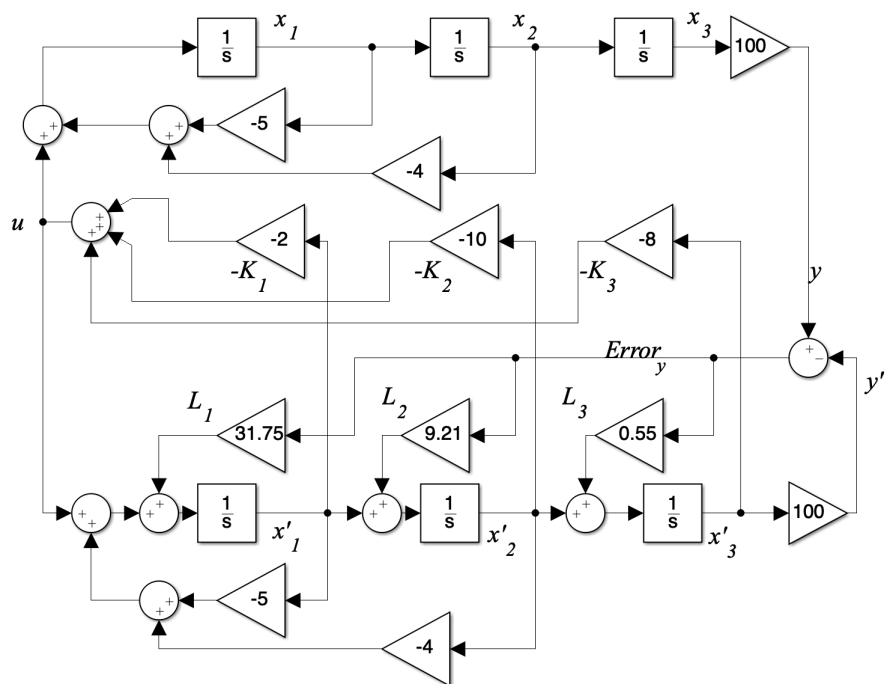 x1 x2 x3
1/s 1/s 1/s 100
+ + + + -5
-4
u + + + -2 -10 -8
-K1 -K2 -K3 y
Errory + −
y'
L1 L2 L3
31.75 9.21 0.55
+ + + + 1/s + + 1/s + + 1/s 100
x'1 x'2 x'3
+ + -5
-4